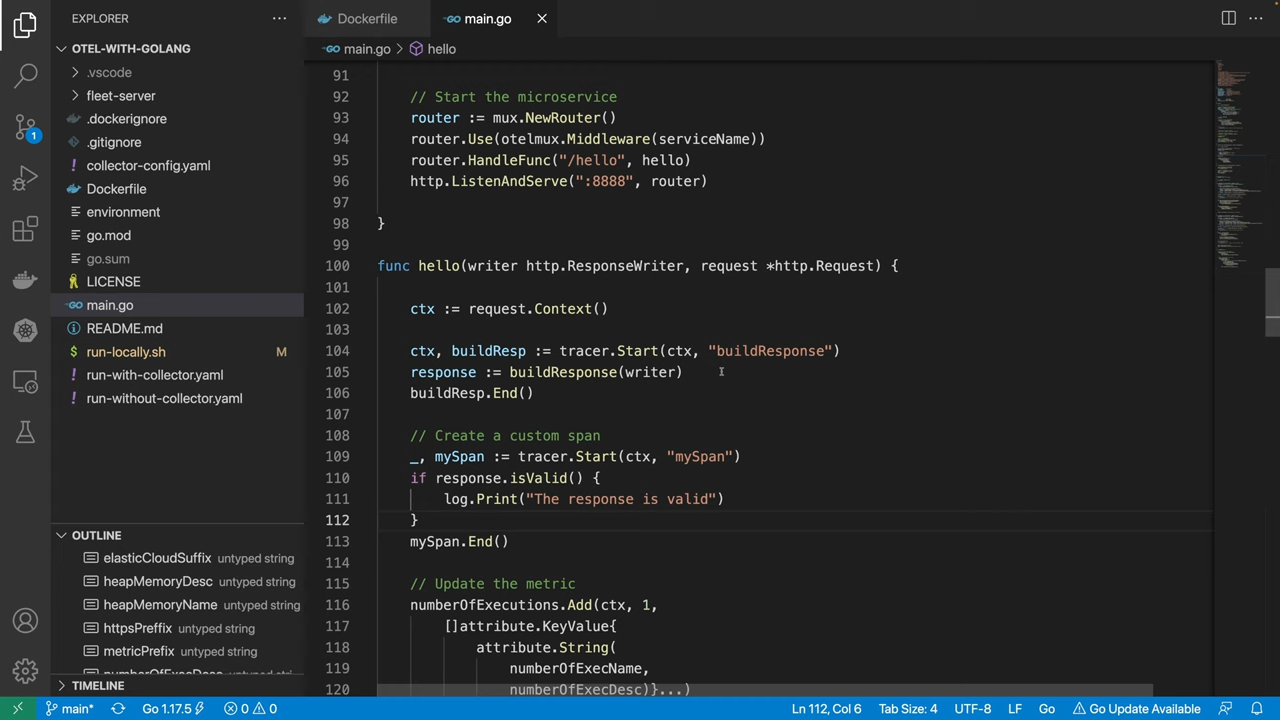 EXPLORER
OTEL-WITH-GOLANG
.vscode
fleet-server
.dockerignore
.gitignore
collector-config.yaml
Dockerfile
environment
go.mod
go.sum
LICENSE
main.go
README.md
run-locally.sh M
run-with-collector.yaml
run-without-collector.yaml
OUTLINE
elasticCloudSuffix untyped string
heapMemoryDesc untyped string
heapMemoryName untyped string
httpsPrefix untyped string
metricPrefix untyped string
numberOfExecDesc untyped string
TIMELINE
1
Dockerfile
main.go
main.go > hello
91
92 // Start the microservice
93 router := mux.NewRouter()
94 router.Use(otelmux.Middleware(serviceName))
95 router.HandleFunc("/hello", hello)
96 http.ListenAndServe(":8888", router)
97
98 }
99
100 func hello(writer http.ResponseWriter, request *http.Request) {
101
102 ctx := request.Context()
103
104 ctx, buildResp := tracer.Start(ctx, "buildResponse")
105 response := buildResponse(writer)
106 buildResp.End()
107
108 // Create a custom span
109 _, mySpan := tracer.Start(ctx, "mySpan")
110 if response.isValid() {
111 log.Print("The response is valid")
112 }
113 mySpan.End()
114
115 // Update the metric
116 numberOfExecutions.Add(ctx, 1,
117 []attribute.KeyValue{
118 attribute.String(
119 numberOfExecName,
120 numberOfExecDesc)}...)
main* Go 1.17.5 0 0 Ln 112, Col 6 Tab Size: 4 UTF-8 LF Go Go Update Available